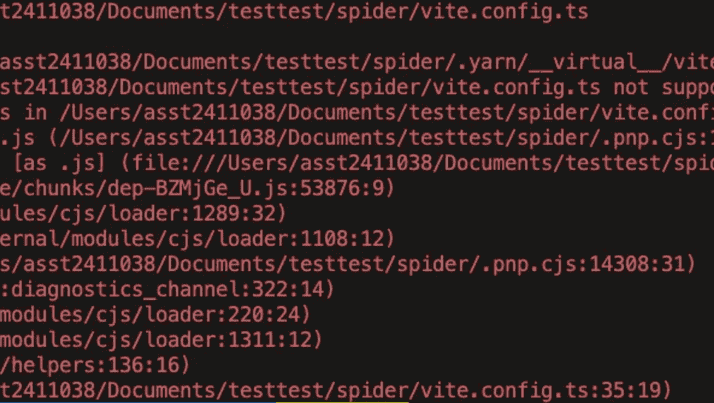 t2411038/Documents/testtest/spider/vite.config.ts
asst2411038/Documents/testtest/spider/.yarn/__virtual__/vite
st2411038/Documents/testtest/spider/vite.config.ts not suppo
s in /Users/asst2411038/Documents/testtest/spider/vite.confi
.js (/Users/asst2411038/Documents/testtest/spider/.pnp.cjs:1
[as .js] (file:///Users/asst2411038/Documents/testtest/spid
e/chunks/dep-BZMjGe_U.js:53876:9)
ules/cjs/loader:1289:32)
ernal/modules/cjs/loader:1108:12)
s/asst2411038/Documents/testtest/spider/.pnp.cjs:14308:31)
:diagnostics_channel:322:14)
modules/cjs/loader:220:24)
modules/cjs/loader:1311:12)
/helpers:136:16)
t2411038/Documents/testtest/spider/vite.config.ts:35:19)